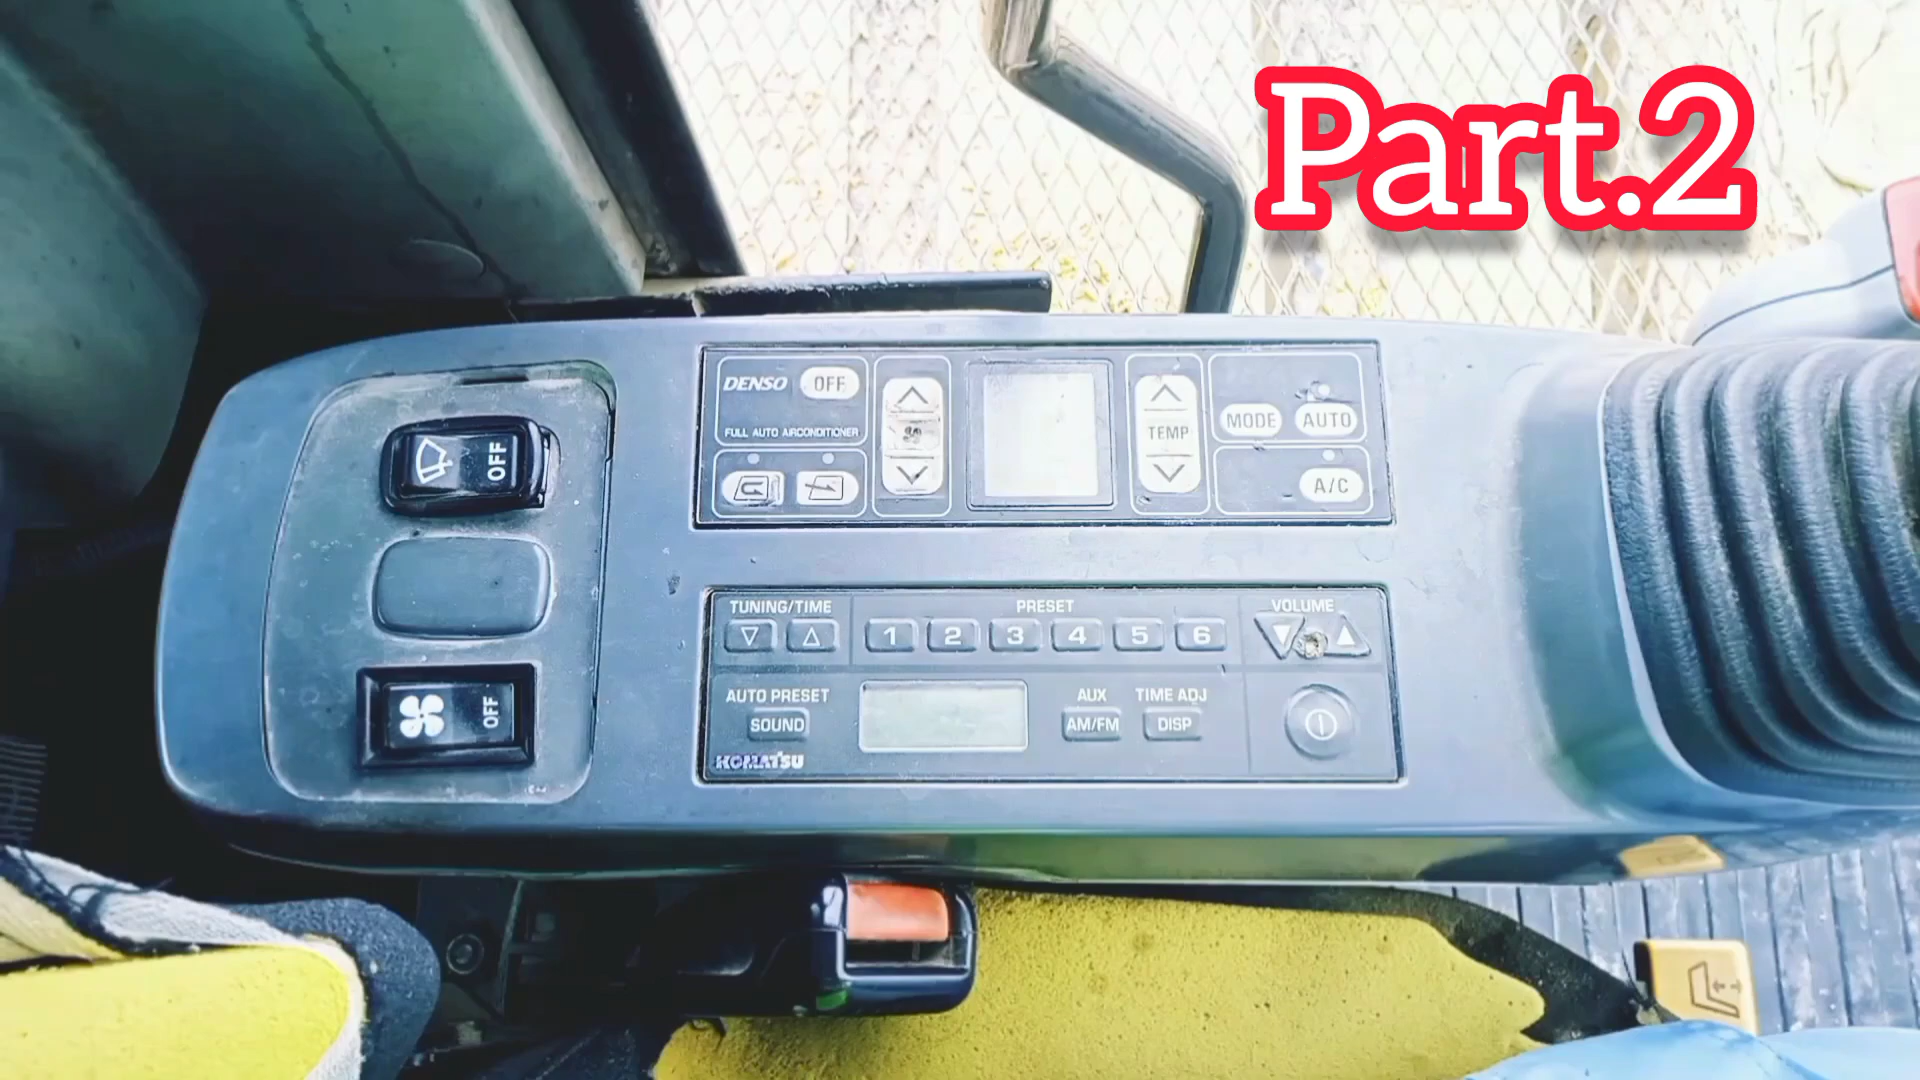 Part.2
DENSO OFF
FULL AUTO AIRCONDITIONER
TEMP
MODE AUTO
A/C
OFF
OFF
TUNING/TIME
PRESET
VOLUME
1 2 3 4 5 6
AUTO PRESET
AUX TIME ADJ
SOUND
AM/FM DISP
KOMATSU